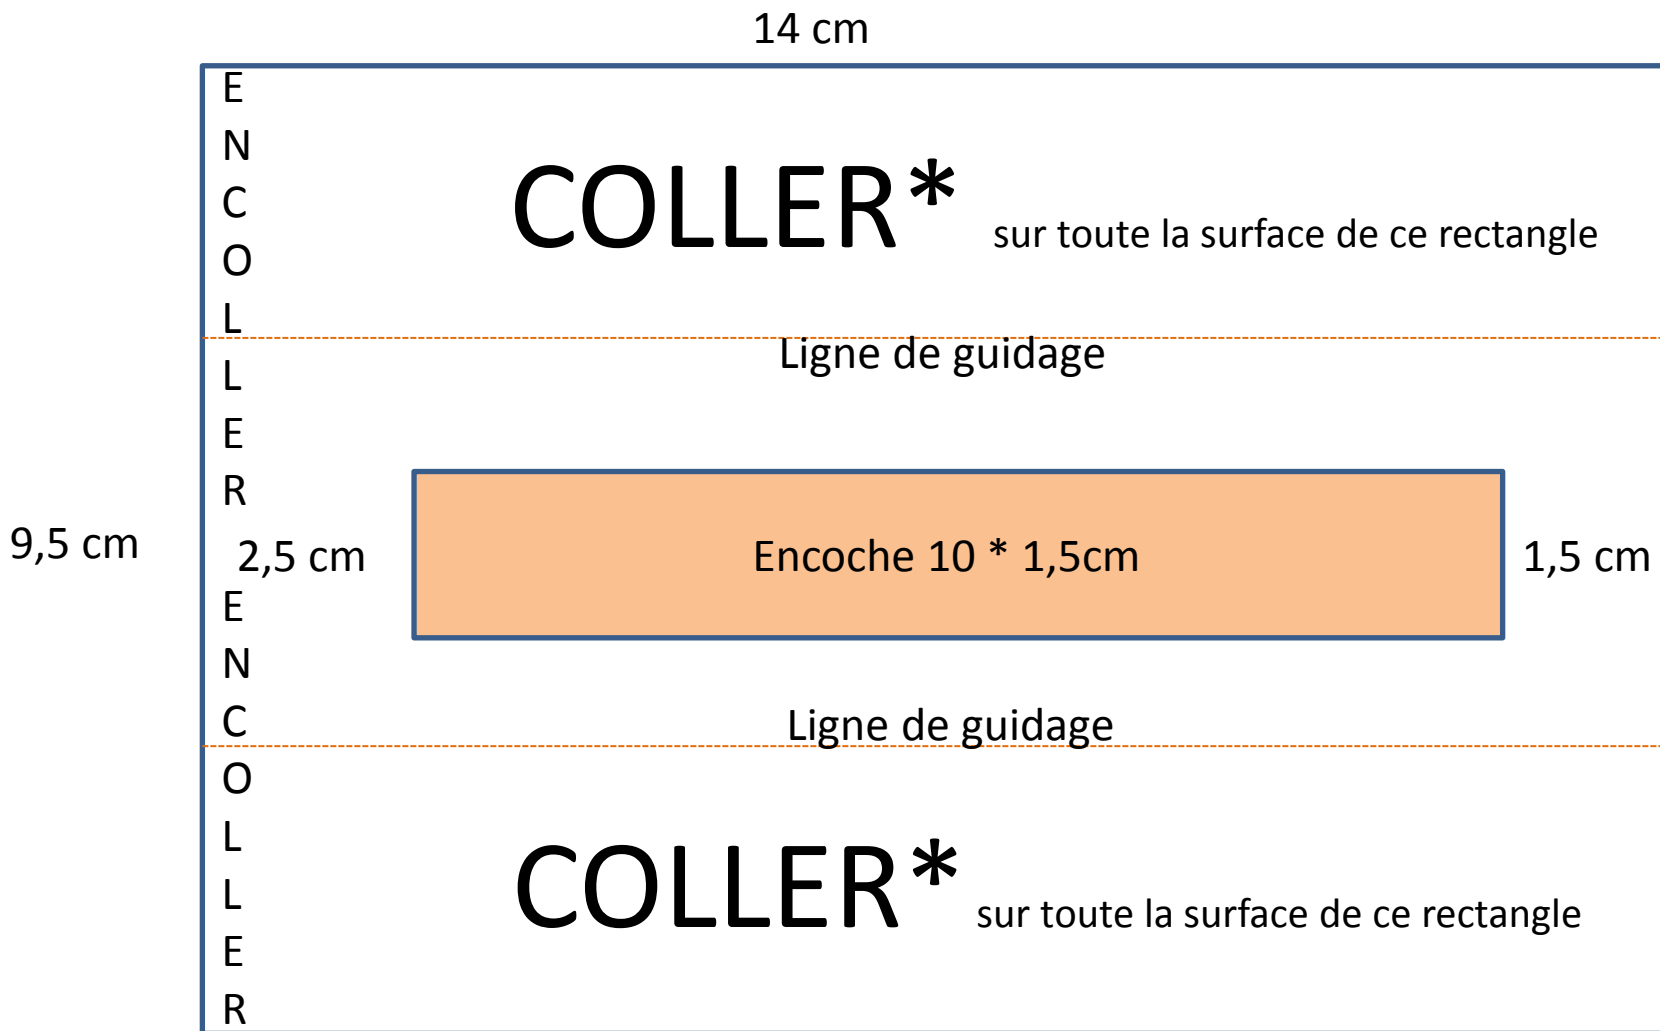 14 cm
E
N
C
O
L
L
E
R
E
N
C
O
L
L
E
R
COLLER* sur toute la surface de ce rectangle
Ligne de guidage
9,5 cm
2,5 cm
Encoche 10 * 1,5cm
1,5 cm
Ligne de guidage
COLLER* sur toute la surface de ce rectangle